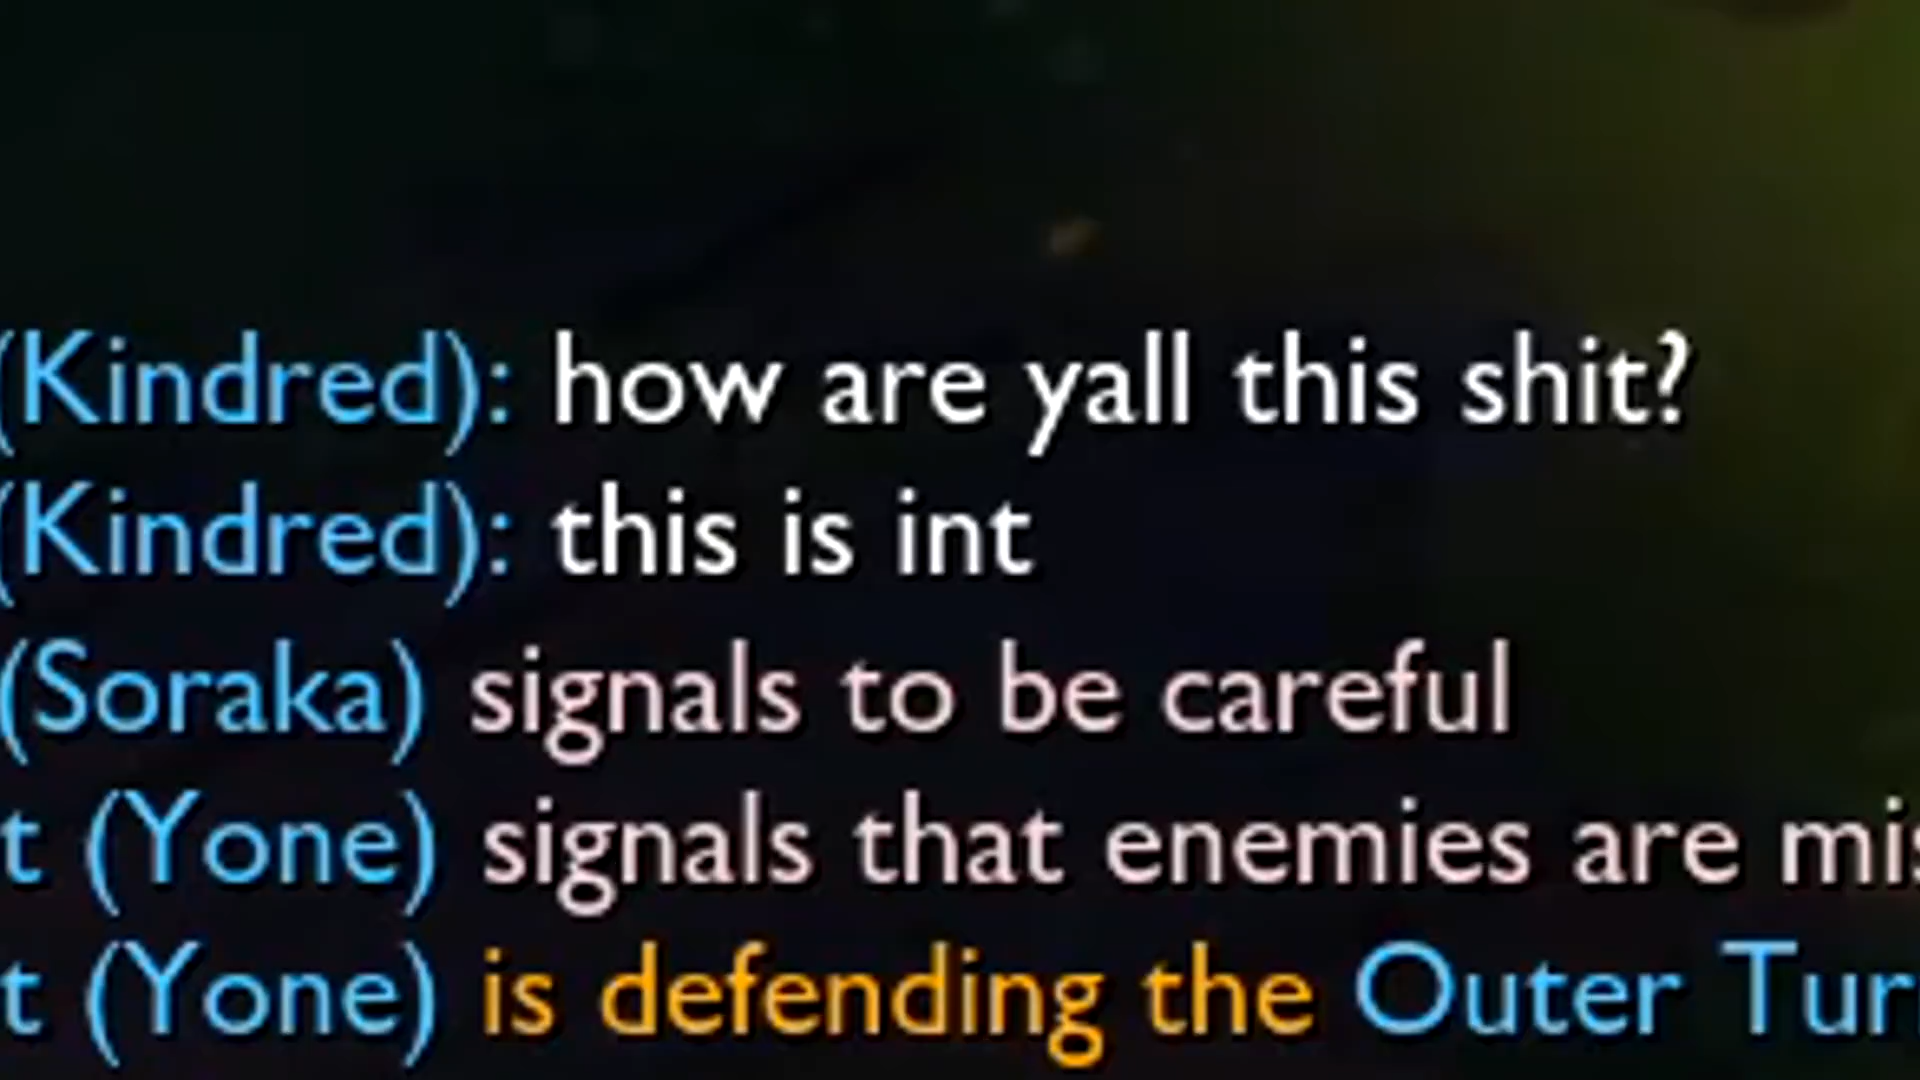 (Kindred): how are yall this shit?
(Kindred): this is int
(Soraka) signals to be careful
t (Yone) signals that enemies are mis
t (Yone) is defending the Outer Tur